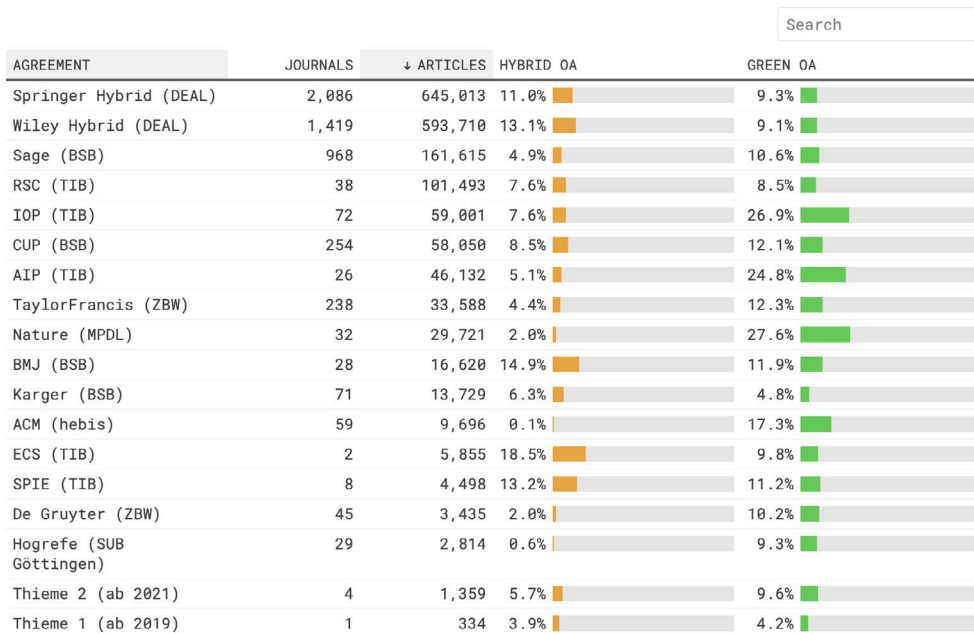 Search
AGREEMENT JOURNALS ↓ ARTICLES HYBRID OA GREEN OA
Springer Hybrid (DEAL) 2,086 645,013 11.0% 9.3%
Wiley Hybrid (DEAL) 1,419 593,710 13.1% 9.1%
Sage (BSB) 968 161,615 4.9% 10.6%
RSC (TIB) 38 101,493 7.6% 8.5%
IOP (TIB) 72 59,001 7.6% 26.9%
CUP (BSB) 254 58,050 8.5% 12.1%
AIP (TIB) 26 46,132 5.1% 24.8%
TaylorFrancis (ZBW) 238 33,588 4.4% 12.3%
Nature (MPDL) 32 29,721 2.0% 27.6%
BMJ (BSB) 28 16,620 14.9% 11.9%
Karger (BSB) 71 13,729 6.3% 4.8%
ACM (hebis) 59 9,696 0.1% 17.3%
ECS (TIB) 2 5,855 18.5% 9.8%
SPIE (TIB) 8 4,498 13.2% 11.2%
De Gruyter (ZBW) 45 3,435 2.0% 10.2%
Hogrefe (SUB 29 2,814 0.6% 9.3%
Göttingen)
Thieme 2 (ab 2021) 4 1,359 5.7% 9.6%
Thieme 1 (ab 2019) 1 334 3.9% 4.2%